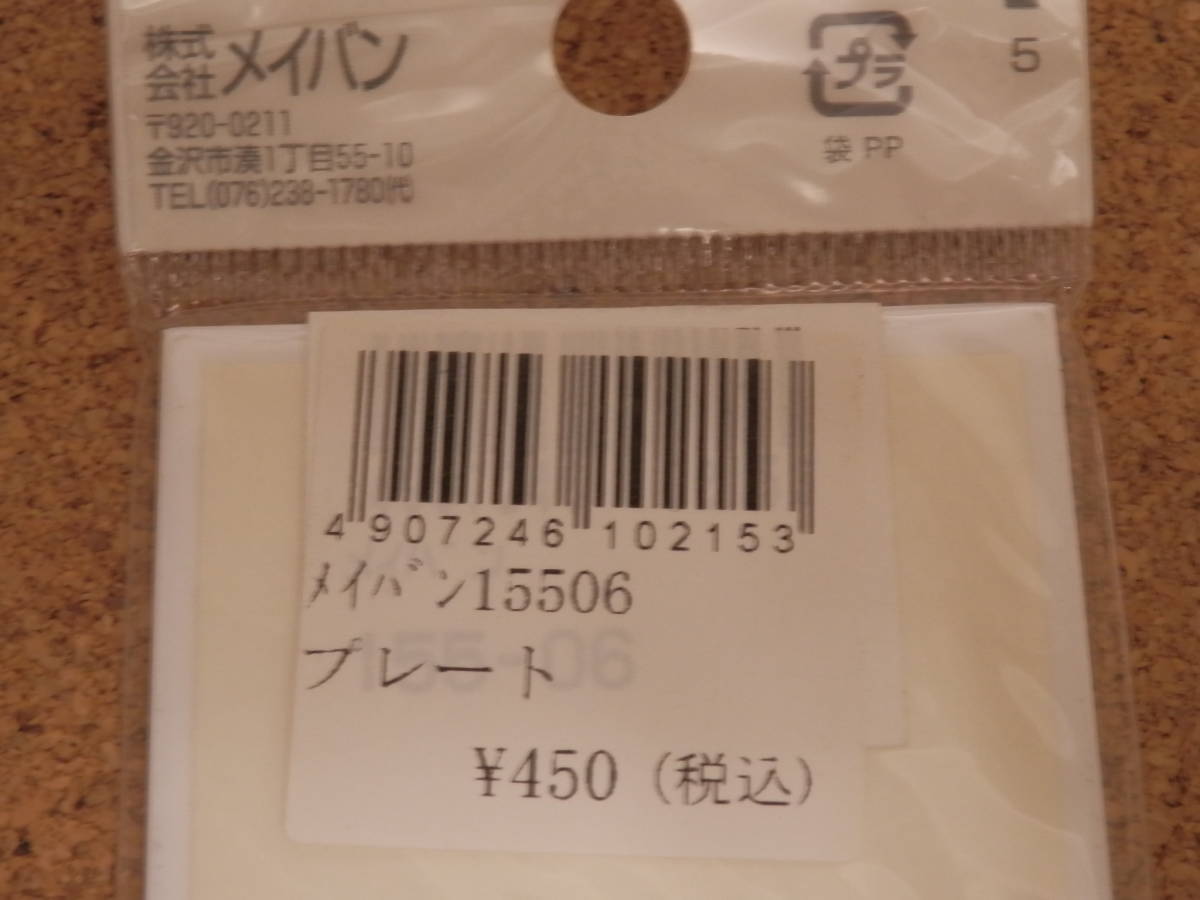 株式会社 メイバン
〒920-0211
金沢市湊1丁目55-10
TEL(076)238-1780代
プラ
袋 PP
5
4 907246 102153
ﾒｲﾊﾞﾝ15506
プレート
155-06
¥450 (税込)